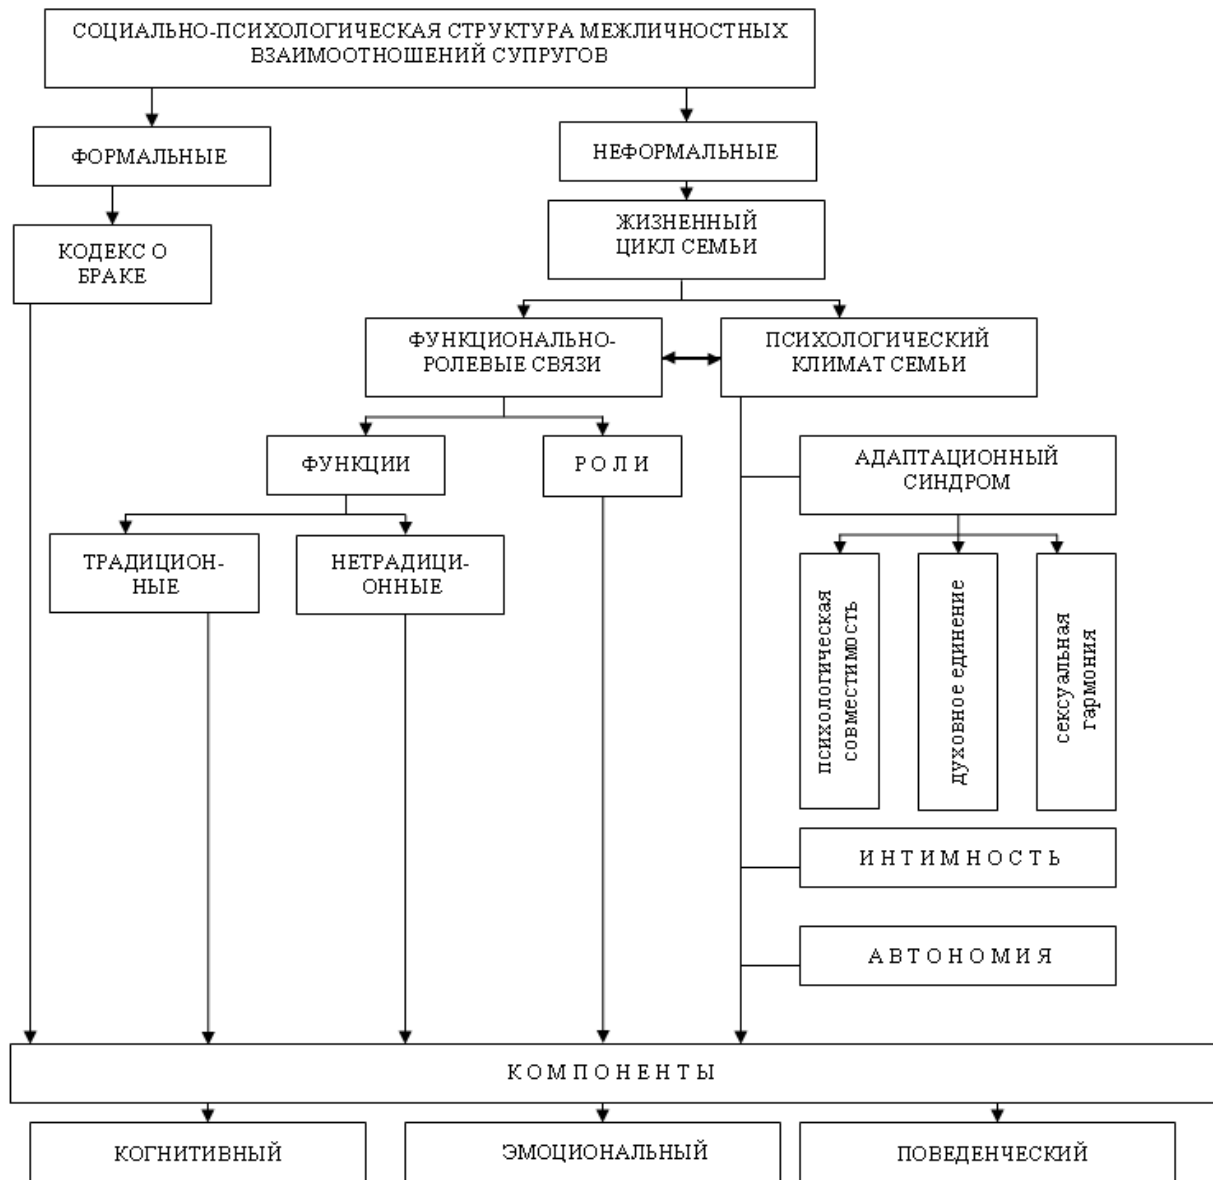 СОЦИАЛЬНО-ПСИХОЛОГИЧЕСКАЯ СТРУКТУРА МЕЖЛИЧНОСТНЫХ
ВЗАИМООТНОШЕНИЙ СУПРУГОВ
ФОРМАЛЬНЫЕ
НЕФОРМАЛЬНЫЕ
КОДЕКС О
БРАКЕ
ЖИЗНЕННЫЙ
ЦИКЛ СЕМЬИ
ФУНКЦИОНАЛЬНО-
РОЛЕВЫЕ СВЯЗИ
ПСИХОЛОГИЧЕСКИЙ
КЛИМАТ СЕМЬИ
ФУНКЦИИ
Р О Л И
АДАПТАЦИОННЫЙ
СИНДРОМ
ТРАДИЦИОН-
НЫЕ
НЕТРАДИЦИ-
ОННЫЕ
психологическая
совместимость
духовное единение
сексуальная
гармония
И Н Т И М Н О С Т Ь
А В Т О Н О М И Я
К О М П О Н Е Н Т Ы
КОГНИТИВНЫЙ
ЭМОЦИОНАЛЬНЫЙ
ПОВЕДЕНЧЕСКИЙ